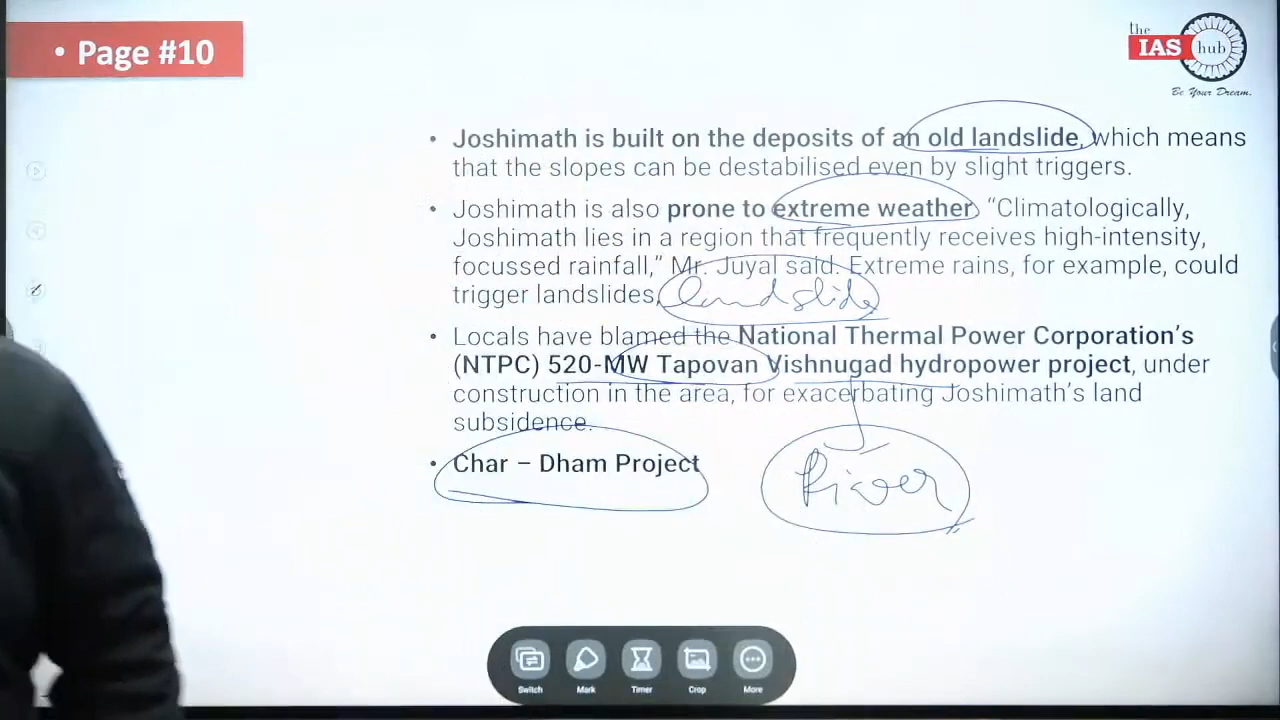 • Page #10
the
IAS hub
Be Your Dream.
• Joshimath is built on the deposits of an old landslide, which means
that the slopes can be destabilised even by slight triggers.
• Joshimath is also prone to extreme weather. “Climatologically,
Joshimath lies in a region that frequently receives high-intensity,
focussed rainfall,” Mr. Juyal said. Extreme rains, for example, could
trigger landslides, landslide
• Locals have blamed the National Thermal Power Corporation’s
(NTPC) 520-MW Tapovan Vishnugad hydropower project, under
construction in the area, for exacerbating Joshimath’s land
subsidence.
• Char – Dham Project
River
Switch Mark Timer Crop More